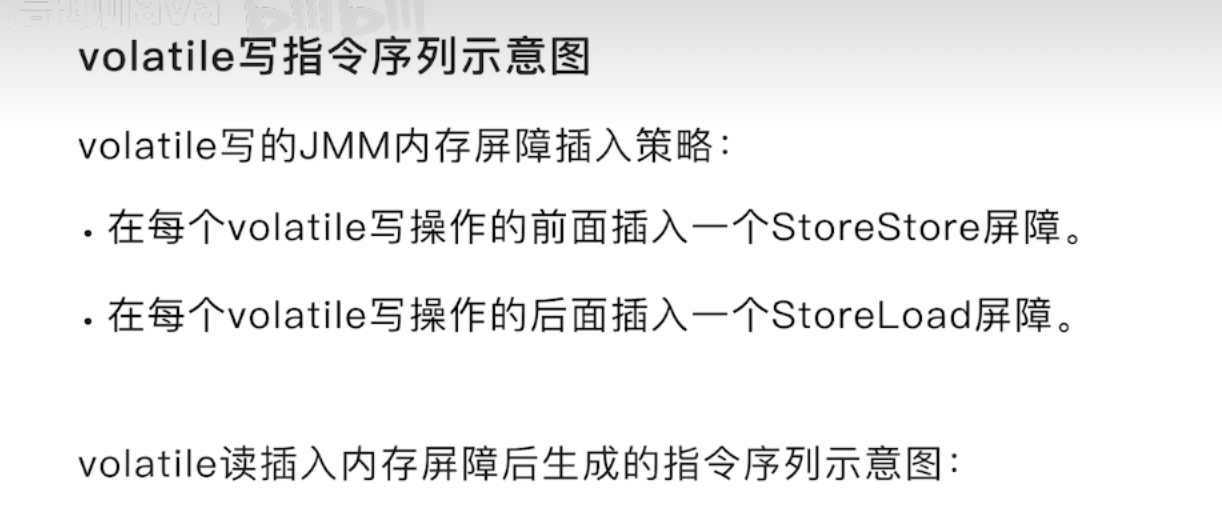 volatile写指令序列示意图
volatile写的JMM内存屏障插入策略：
• 在每个volatile写操作的前面插入一个StoreStore屏障。
• 在每个volatile写操作的后面插入一个StoreLoad屏障。
volatile读插入内存屏障后生成的指令序列示意图：